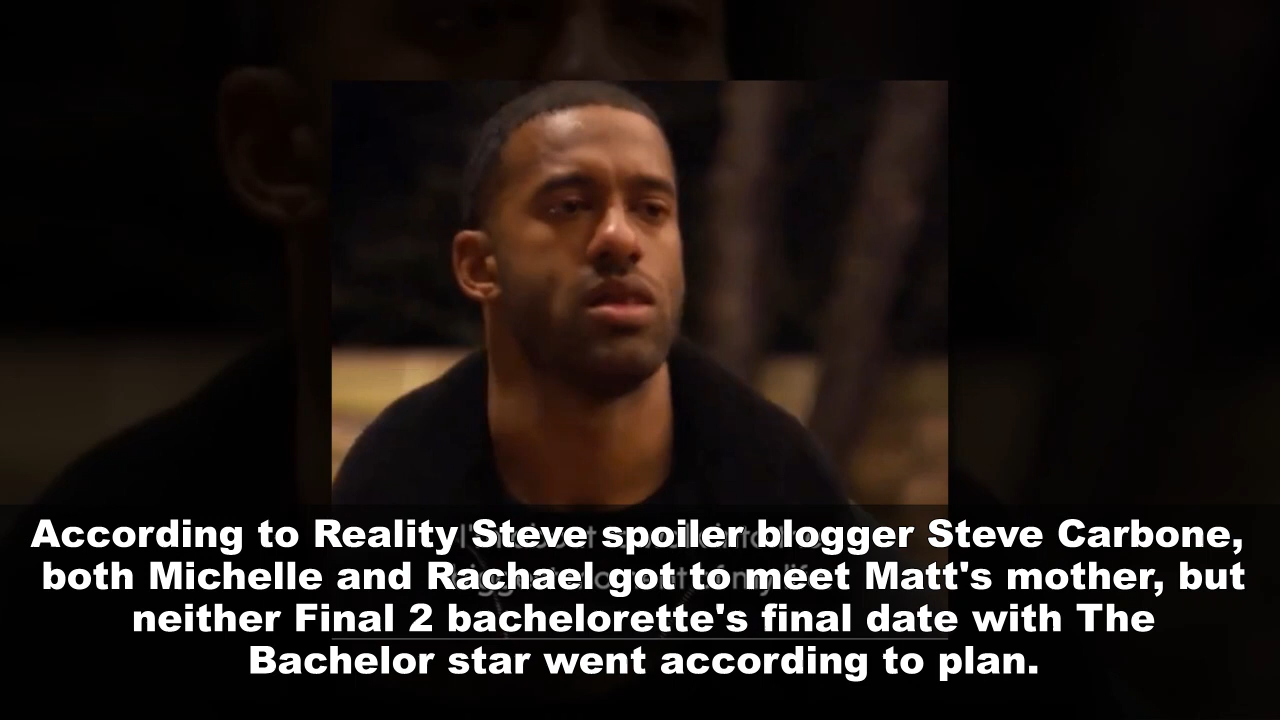 According to Reality Steve spoiler blogger Steve Carbone,
both Michelle and Rachael got to meet Matt's mother, but
neither Final 2 bachelorette's final date with The
Bachelor star went according to plan.